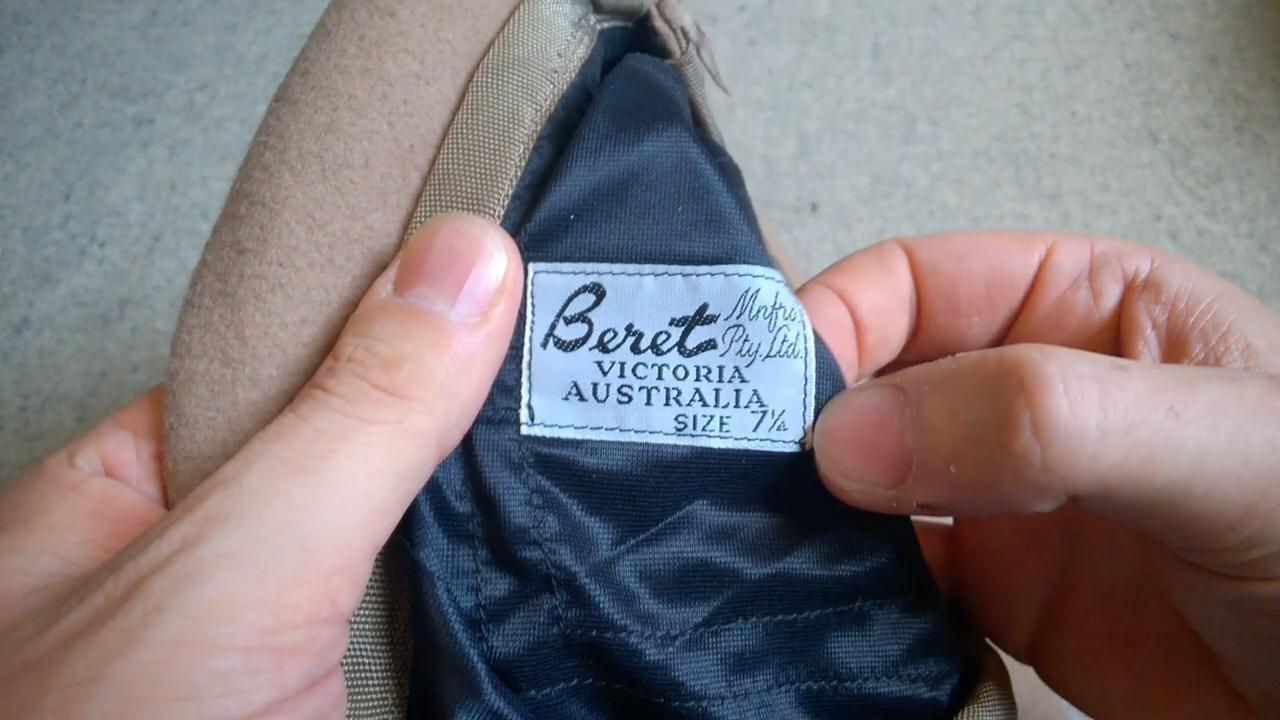 Beret Mnfrs
Pty. Ltd.
VICTORIA
AUSTRALIA
SIZE 7¼